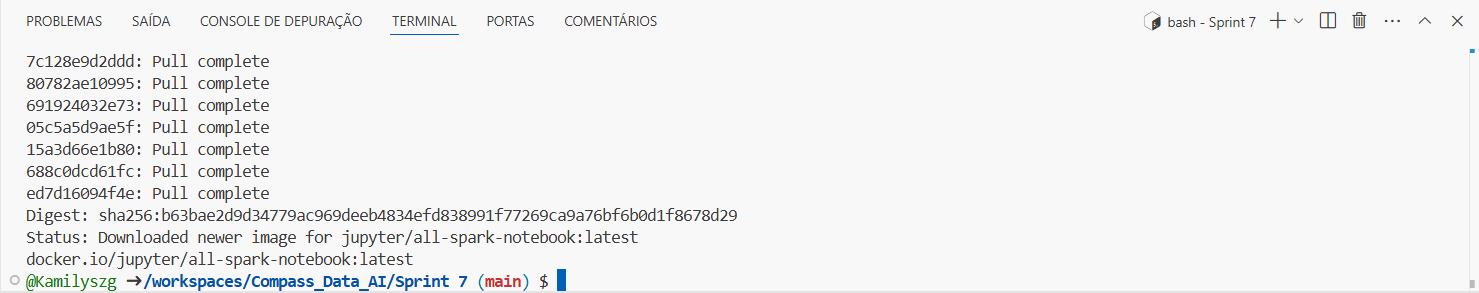 PROBLEMAS SAÍDA CONSOLE DE DEPURAÇÃO TERMINAL PORTAS COMENTÁRIOS bash - Sprint 7
7c128e9d2ddd: Pull complete
80782ae10995: Pull complete
691924032e73: Pull complete
05c5a5d9ae5f: Pull complete
15a3d66e1b80: Pull complete
688c0dcd61fc: Pull complete
ed7d16094f4e: Pull complete
Digest: sha256:b63bae2d9d34779ac969deeb4834efd838991f77269ca9a76bf6b0d1f8678d29
Status: Downloaded newer image for jupyter/all-spark-notebook:latest
docker.io/jupyter/all-spark-notebook:latest
@Kamilyszg ➜/workspaces/Compass_Data_AI/Sprint 7 (main) $